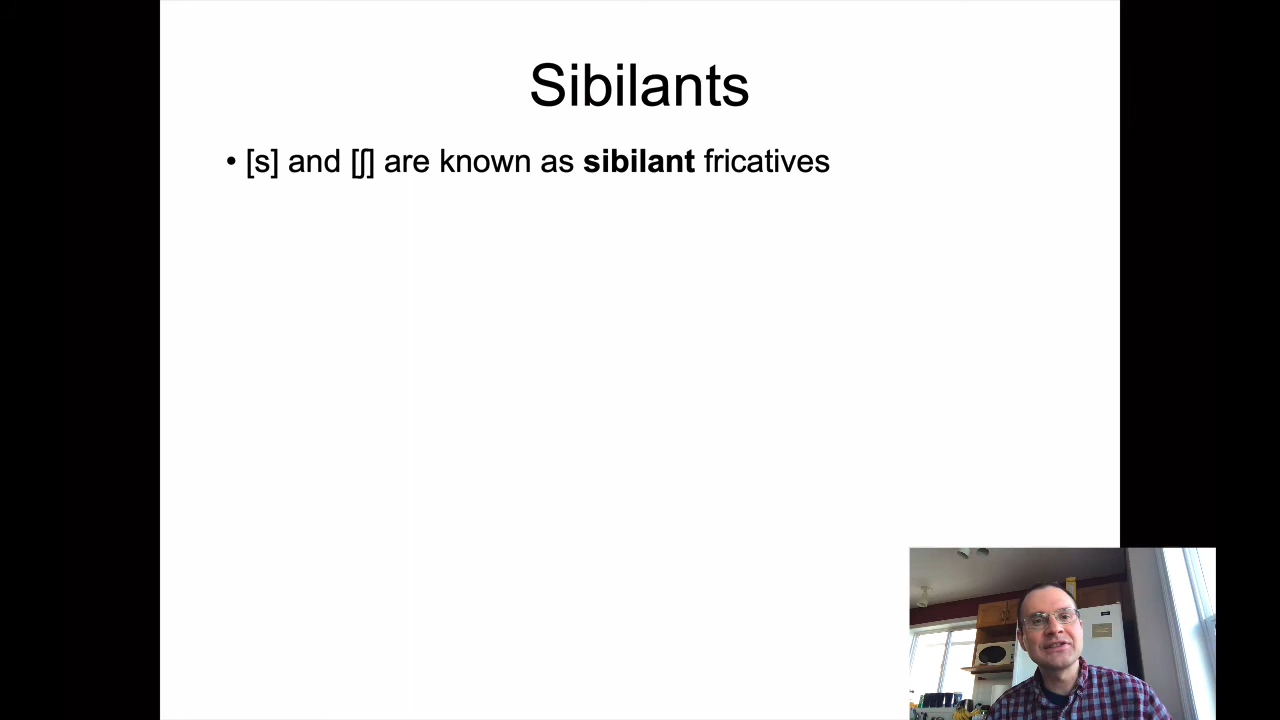 Sibilants
• [s] and [ʃ] are known as sibilant fricatives